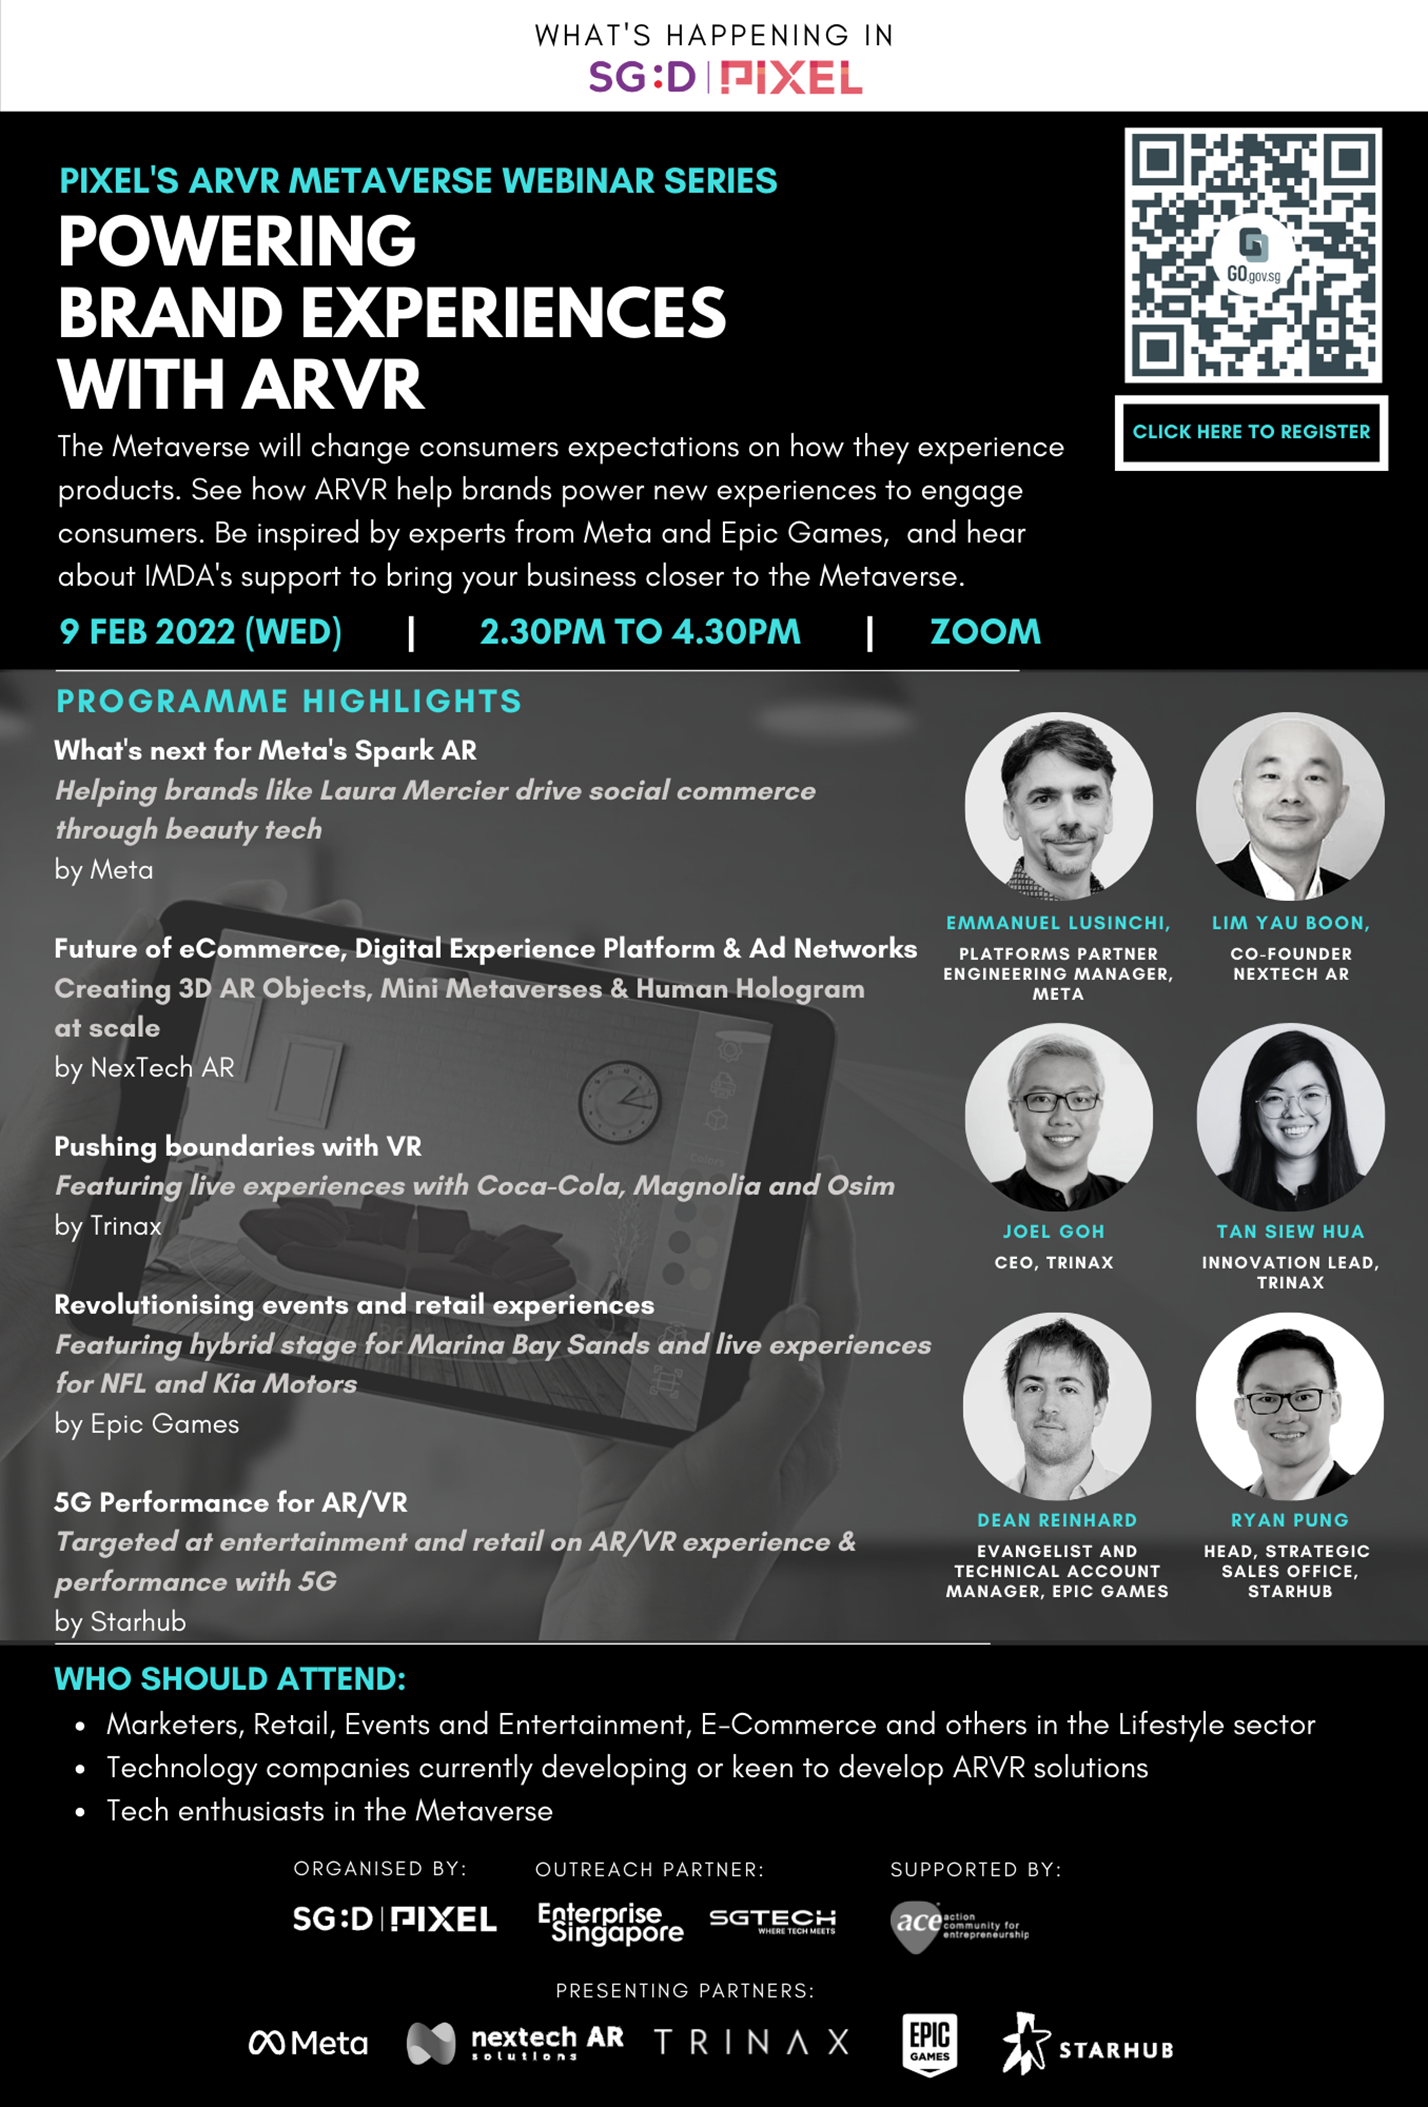 WHAT'S HAPPENING IN
SG:D | PIXEL
PIXEL'S ARVR METAVERSE WEBINAR SERIES
POWERING
BRAND EXPERIENCES
WITH ARVR
The Metaverse will change consumers expectations on how they experience
products. See how ARVR help brands power new experiences to engage
consumers. Be inspired by experts from Meta and Epic Games,  and hear
about IMDA's support to bring your business closer to the Metaverse.
GO.gov.sg
CLICK HERE TO REGISTER
9 FEB 2022 (WED) | 2.30PM TO 4.30PM | ZOOM
PROGRAMME HIGHLIGHTS
What's next for Meta's Spark AR
Helping brands like Laura Mercier drive social commerce
through beauty tech
by Meta
Future of eCommerce, Digital Experience Platform & Ad Networks
Creating 3D AR Objects, Mini Metaverses & Human Hologram
at scale
by NexTech AR
Pushing boundaries with VR
Featuring live experiences with Coca-Cola, Magnolia and Osim
by Trinax
Revolutionising events and retail experiences
Featuring hybrid stage for Marina Bay Sands and live experiences
for NFL and Kia Motors
by Epic Games
5G Performance for AR/VR
Targeted at entertainment and retail on AR/VR experience &
performance with 5G
by Starhub
Colors
EMMANUEL LUSINCHI,
PLATFORMS PARTNER
ENGINEERING MANAGER,
META
LIM YAU BOON,
CO-FOUNDER
NEXTECH AR
JOEL GOH
CEO, TRINAX
TAN SIEW HUA
INNOVATION LEAD,
TRINAX
DEAN REINHARD
EVANGELIST AND
TECHNICAL ACCOUNT
MANAGER, EPIC GAMES
RYAN PUNG
HEAD, STRATEGIC
SALES OFFICE,
STARHUB
WHO SHOULD ATTEND:
• Marketers, Retail, Events and Entertainment, E-Commerce and others in the Lifestyle sector
• Technology companies currently developing or keen to develop ARVR solutions
• Tech enthusiasts in the Metaverse
ORGANISED BY:
SG:D | PIXEL
OUTREACH PARTNER:
Enterprise
Singapore
SGTECH
WHERE TECH MEETS
SUPPORTED BY:
ace action
community for
entrepreneurship
PRESENTING PARTNERS:
Meta
nextech AR
solutions
TRINAX
EPIC
GAMES
STARHUB